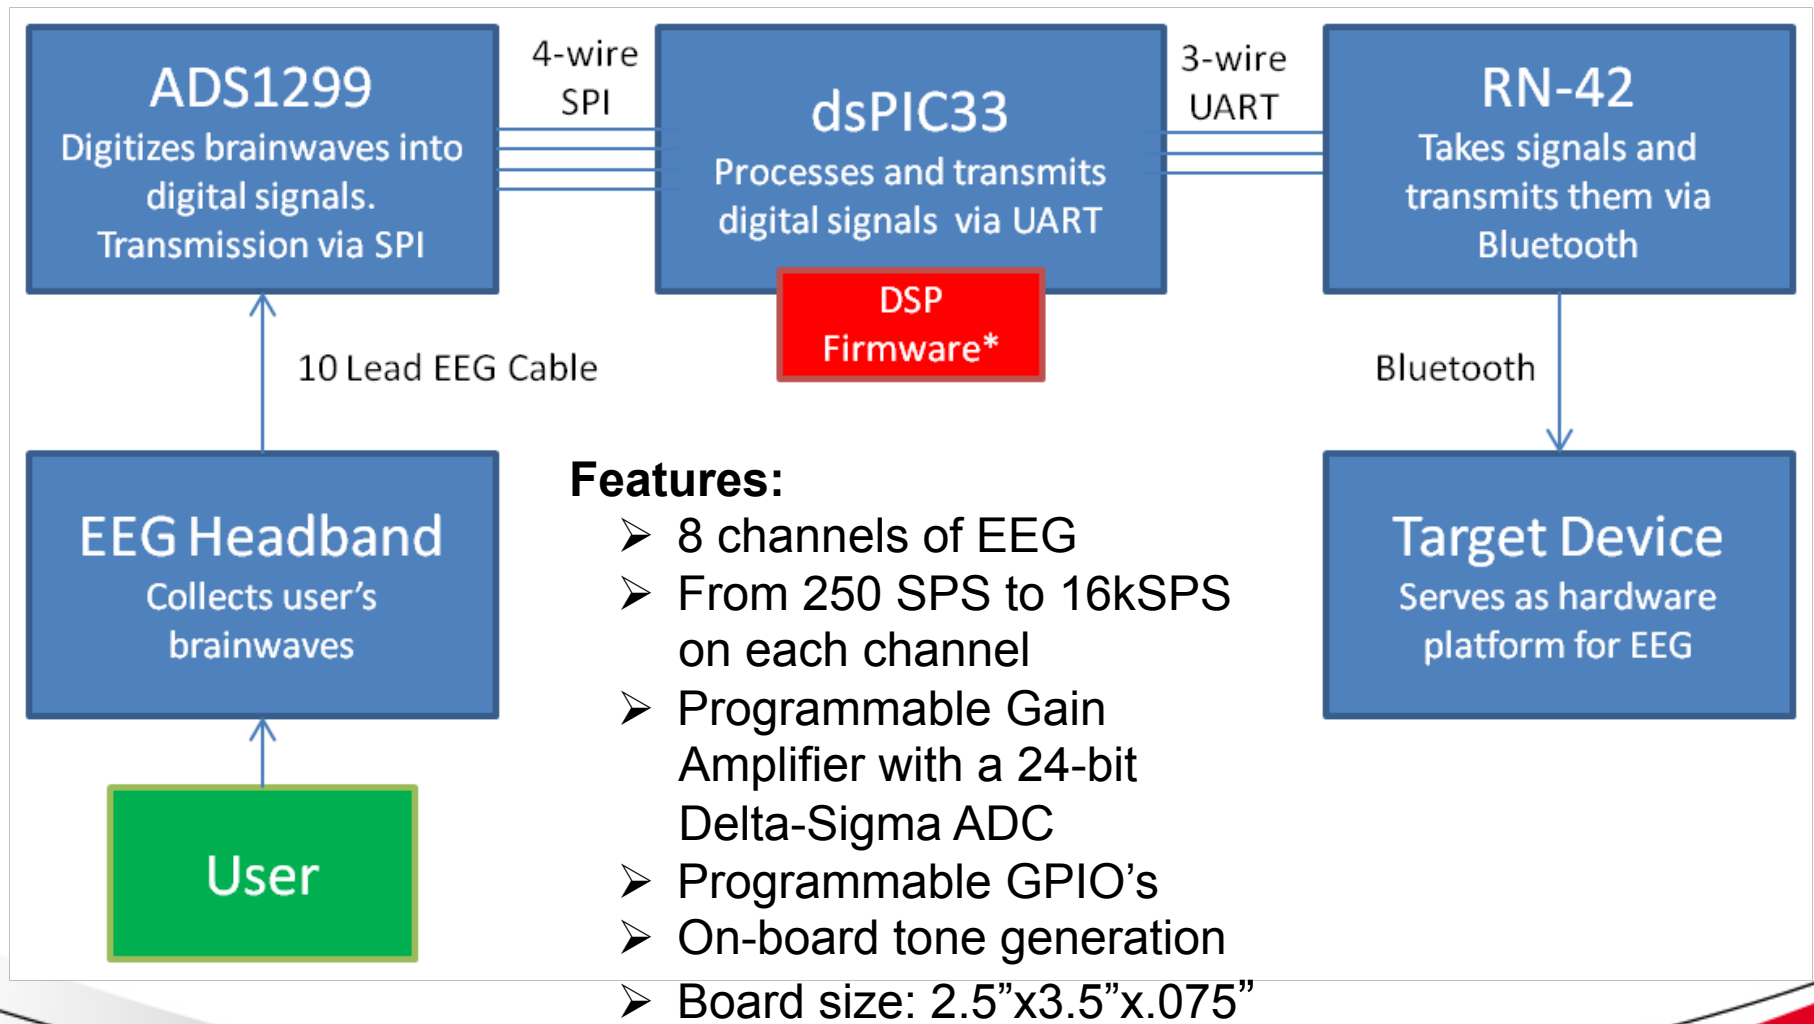 ADS1299
Digitizes brainwaves into
digital signals.
Transmission via SPI
4-wire
SPI
dsPIC33
Processes and transmits
digital signals via UART
DSP
Firmware*
3-wire
UART
RN-42
Takes signals and
transmits them via
Bluetooth
10 Lead EEG Cable
Bluetooth
EEG Headband
Collects user’s
brainwaves
User
Features:
➢ 8 channels of EEG
➢ From 250 SPS to 16kSPS
on each channel
➢ Programmable Gain
Amplifier with a 24-bit
Delta-Sigma ADC
➢ Programmable GPIO’s
➢ On-board tone generation
➢ Board size: 2.5”x3.5”x.075”
Target Device
Serves as hardware
platform for EEG